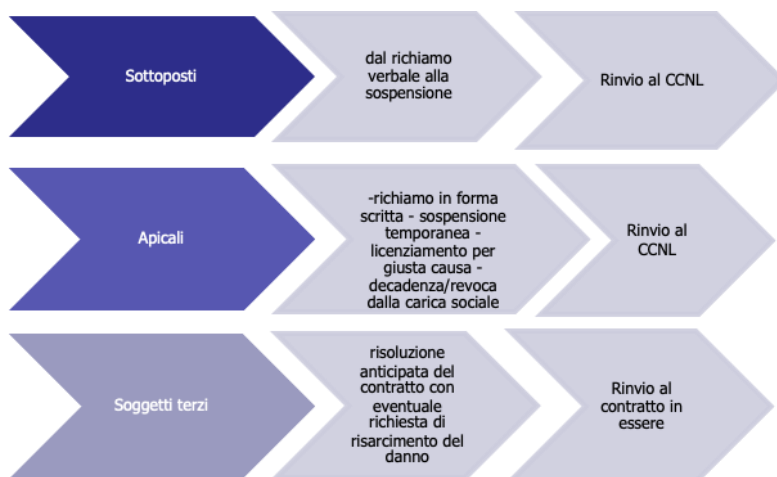 Sottoposti
dal richiamo
verbale alla
sospensione
Rinvio al CCNL
Apicali
-richiamo in forma
scritta - sospensione
temporanea -
licenziamento per
giusta causa -
decadenza/revoca
dalla carica sociale
Rinvio al
CCNL
Soggetti terzi
risoluzione
anticipata del
contratto con
eventuale
richiesta di
risarcimento del
danno
Rinvio al
contratto in
essere